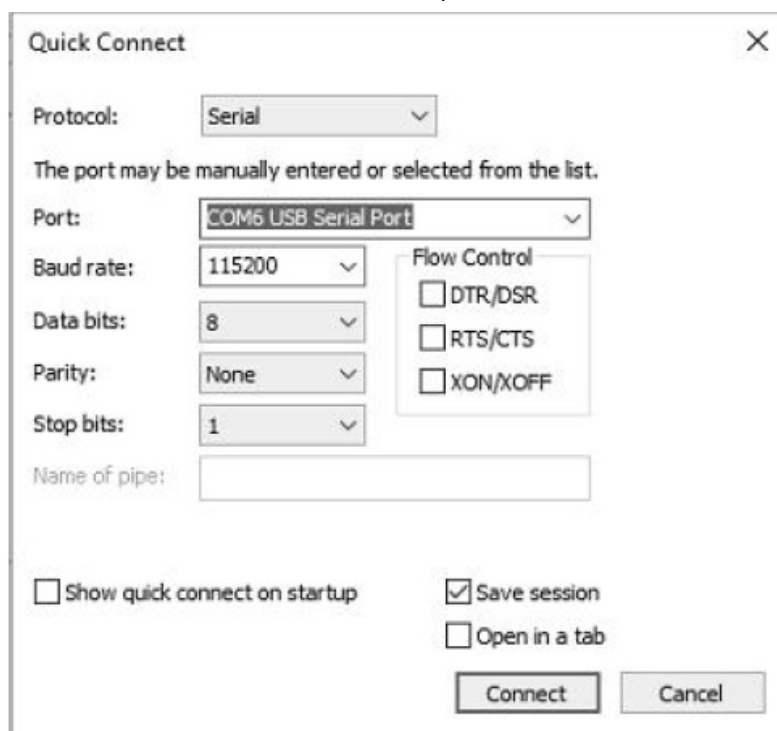 Quick Connect
Protocol: Serial
The port may be manually entered or selected from the list.
Port: COM6 USB Serial Port
Baud rate: 115200
Flow Control
DTR/DSR
Data bits: 8
RTS/CTS
Parity: None
XON/XOFF
Stop bits: 1
Name of pipe:
Show quick connect on startup
Save session
Open in a tab
Connect
Cancel